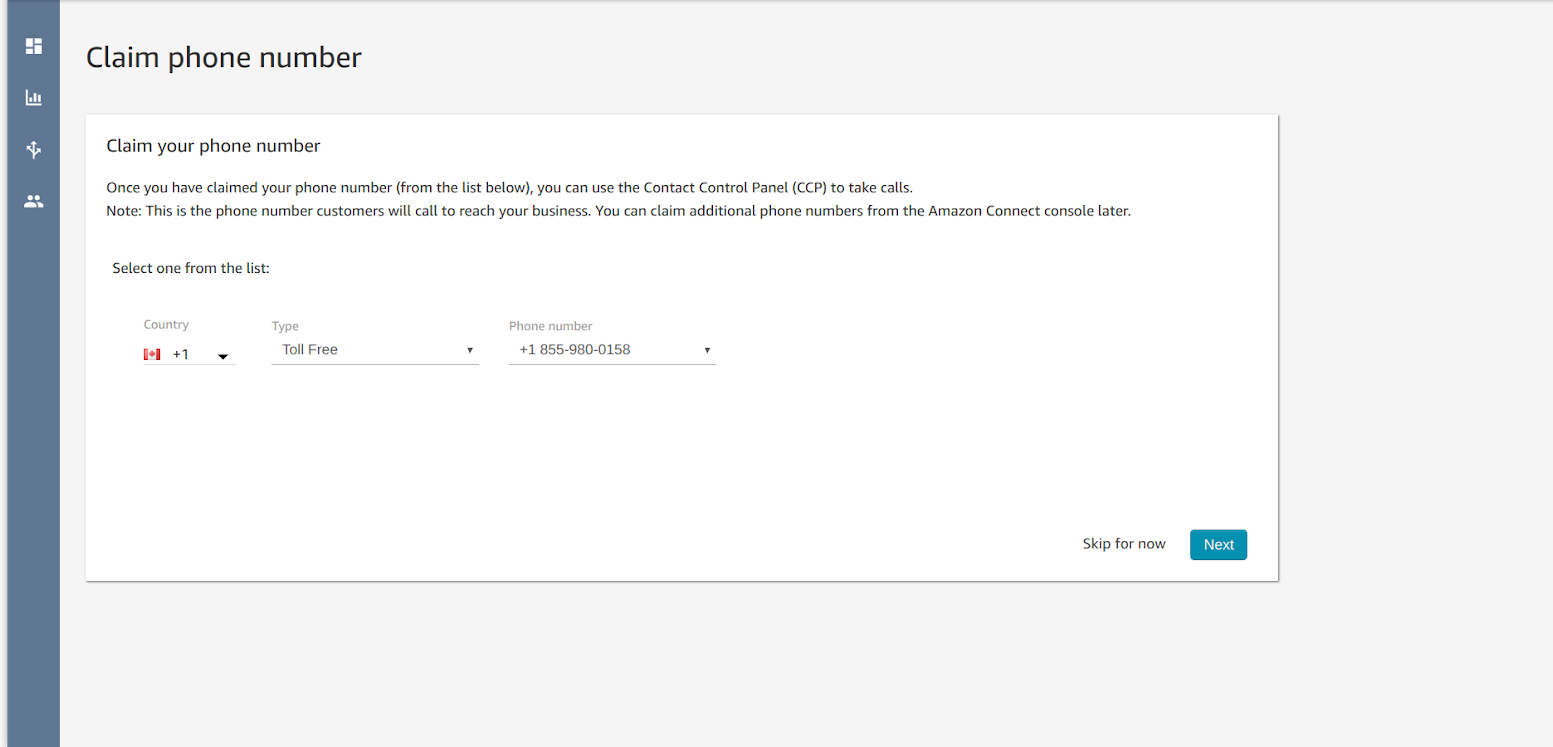 Claim phone number
Claim your phone number
Once you have claimed your phone number (from the list below), you can use the Contact Control Panel (CCP) to take calls.
Note: This is the phone number customers will call to reach your business. You can claim additional phone numbers from the Amazon Connect console later.
Select one from the list:
Country
Type
Phone number
+1
Toll Free
+1 855-980-0158
Skip for now
Next